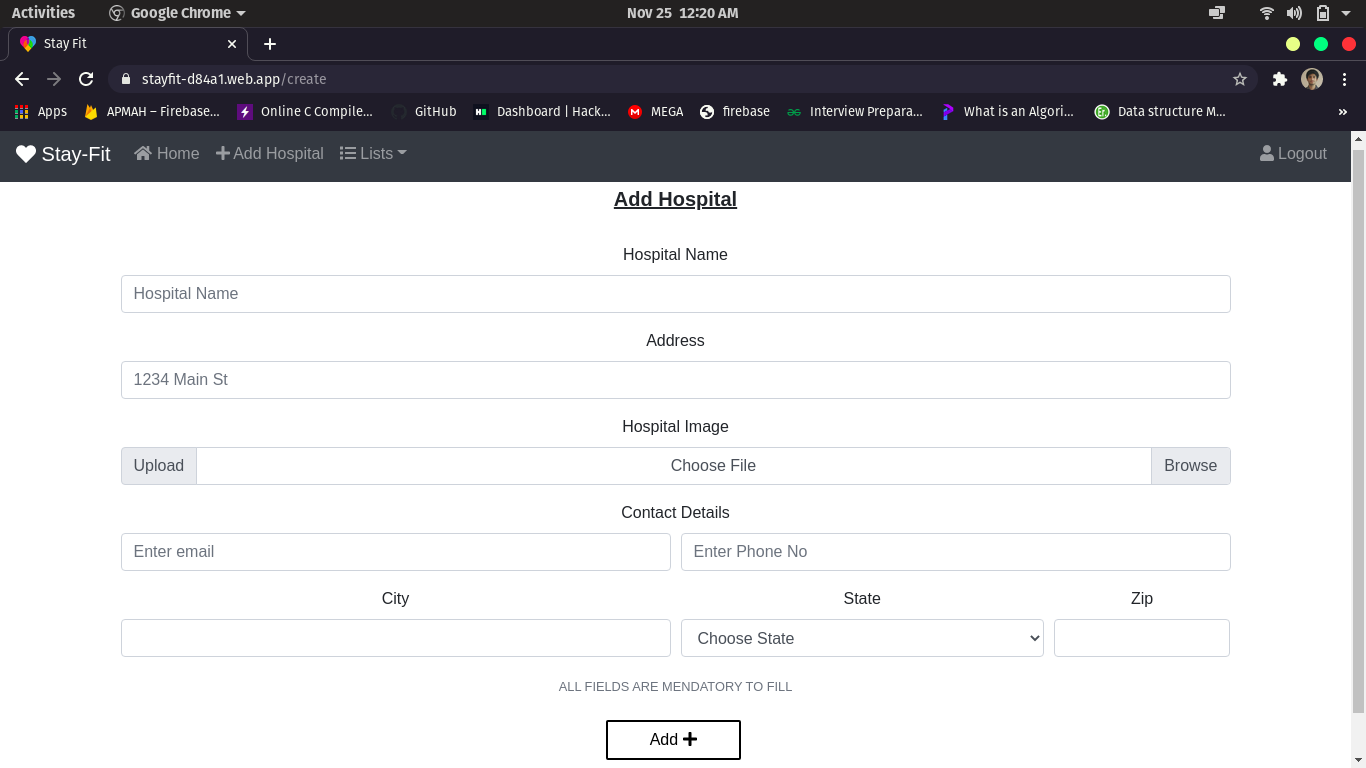 Activities Google Chrome Nov 25 12:20 AM
Stay Fit
stayfit-d84a1.web.app/create
Apps APMAH – Firebase… Online C Compile… GitHub Dashboard | Hack… MEGA firebase Interview Prepara… What is an Algori… Data structure M… »
Stay-Fit Home Add Hospital Lists Logout
Add Hospital
Hospital Name
Hospital Name
Address
1234 Main St
Hospital Image
Upload Choose File Browse
Contact Details
Enter email Enter Phone No
City State Zip
Choose State
ALL FIELDS ARE MENDATORY TO FILL
Add